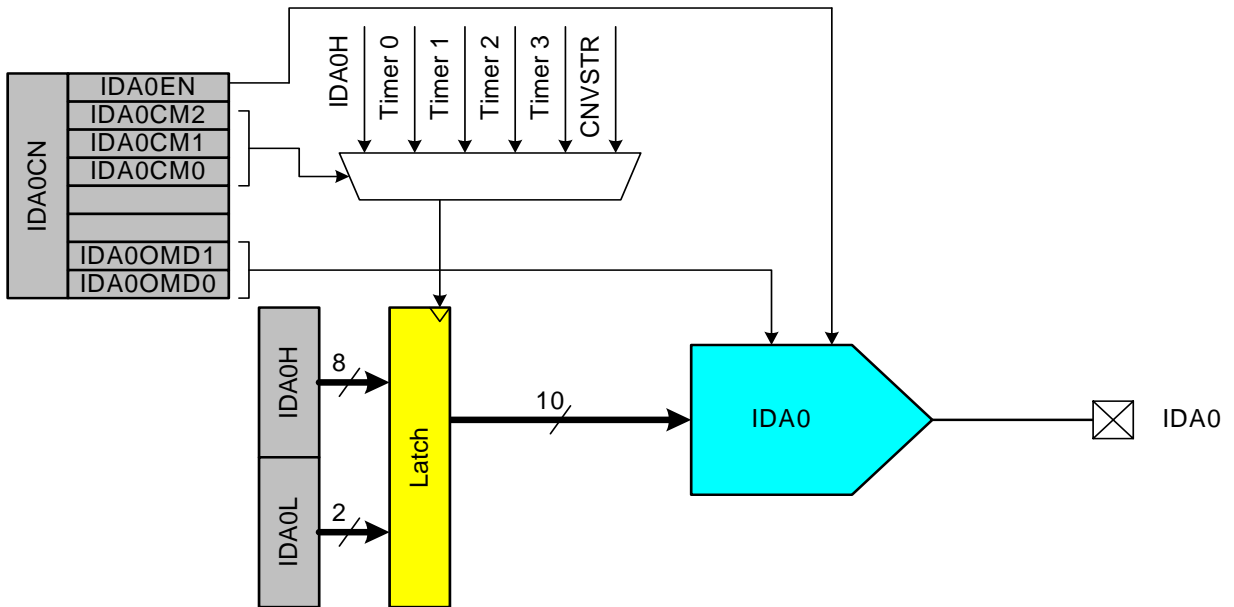 IDA0CN
IDA0EN
IDA0CM2
IDA0CM1
IDA0CM0
IDA0OMD1
IDA0OMD0
IDA0H
Timer 0
Timer 1
Timer 2
Timer 3
CNVSTR
IDA0H
8
IDA0L
2
Latch
10
IDA0
IDA0